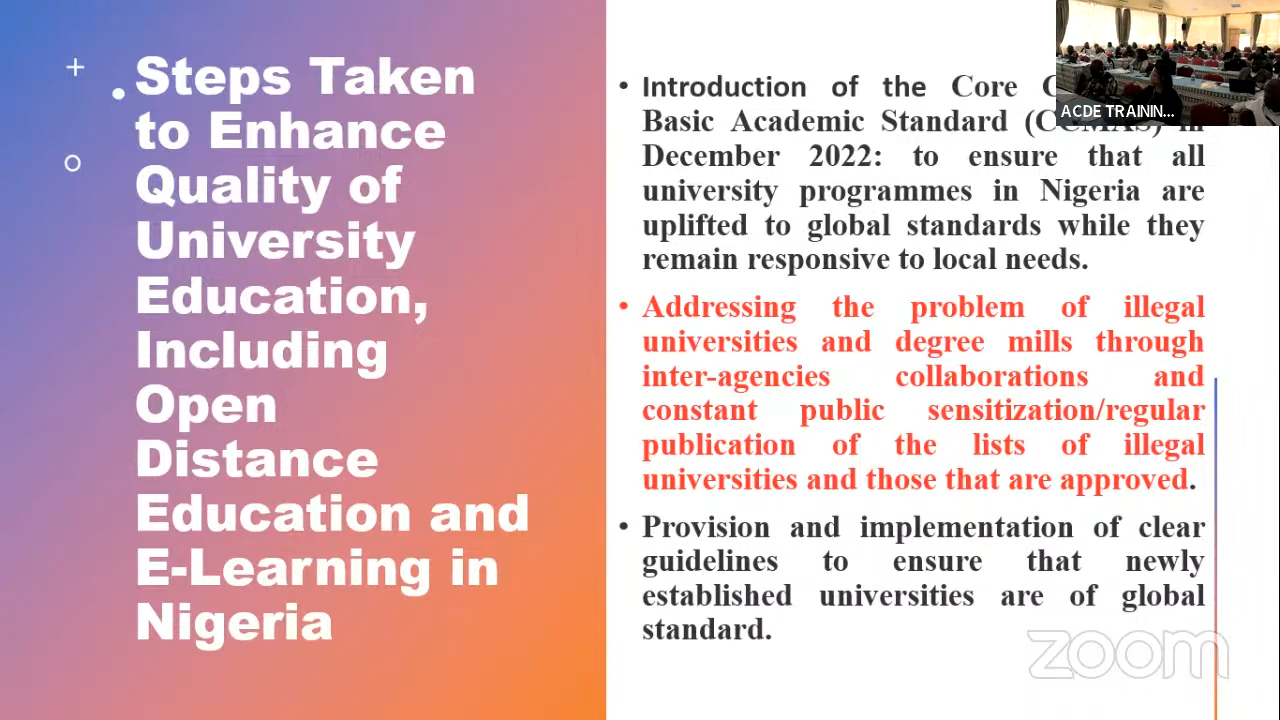 Steps Taken
to Enhance
Quality of
University
Education,
Including
Open
Distance
Education and
E-Learning in
Nigeria
• Introduction of the Core
Basic Academic Standard (CCMAS) in
December 2022: to ensure that all
university programmes in Nigeria are
uplifted to global standards while they
remain responsive to local needs.
• Addressing the problem of illegal
universities and degree mills through
inter-agencies collaborations and
constant public sensitization/regular
publication of the lists of illegal
universities and those that are approved.
• Provision and implementation of clear
guidelines to ensure that newly
established universities are of global
standard.
ACDE TRAININ...
zoom